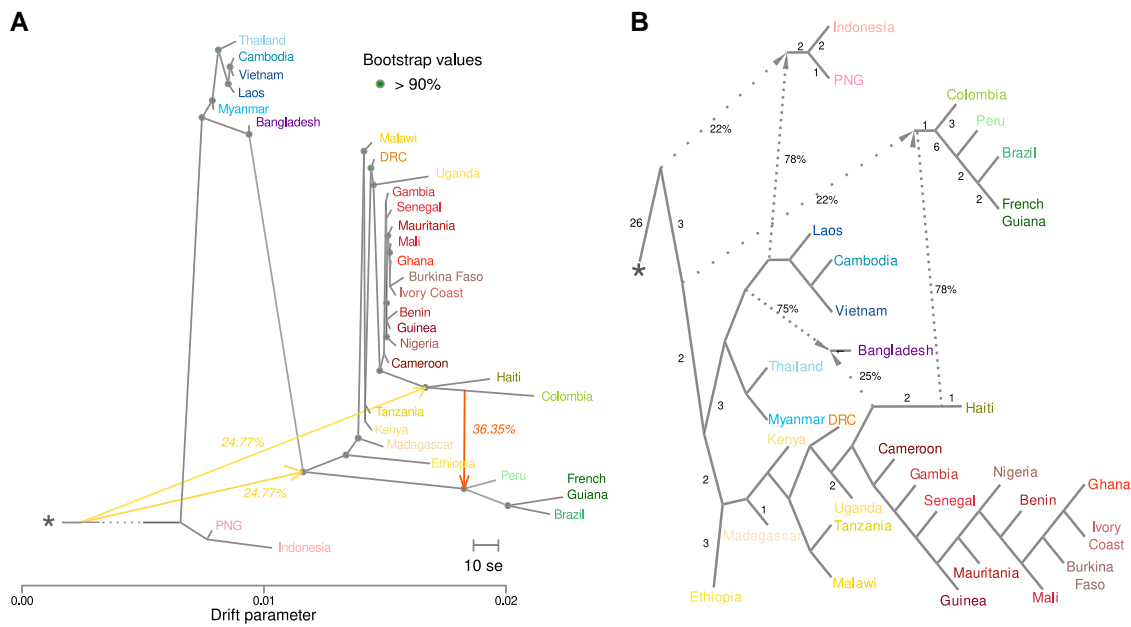 A
Thailand
Cambodia
Vietnam
Laos
Myanmar
Bangladesh
Bootstrap values
> 90%
Malawi
DRC
Uganda
Gambia
Senegal
Mauritania
Mali
Ghana
Burkina Faso
Ivory Coast
Benin
Guinea
Nigeria
Cameroon
Haiti
Colombia
Tanzania
Kenya
Madagascar
Ethiopia
24.77%
24.77%
36.35%
Peru
French
Guiana
Brazil
*
PNG
Indonesia
10 se
0.00
0.01
0.02
Drift parameter
B
Indonesia
2
2
1
PNG
Colombia
1
3
Peru
6
Brazil
2
2
French
Guiana
22%
78%
22%
78%
26
3
*
Laos
Cambodia
Vietnam
75%
1
Bangladesh
25%
2
Thailand
3
Myanmar
DRC
2
1
Haiti
Kenya
Cameroon
2
Gambia
Nigeria
Ghana
2
Uganda
Senegal
Benin
1
Madagascar
Tanzania
Ivory
Coast
3
Malawi
Mauritania
Burkina
Faso
Ethiopia
Guinea
Mali